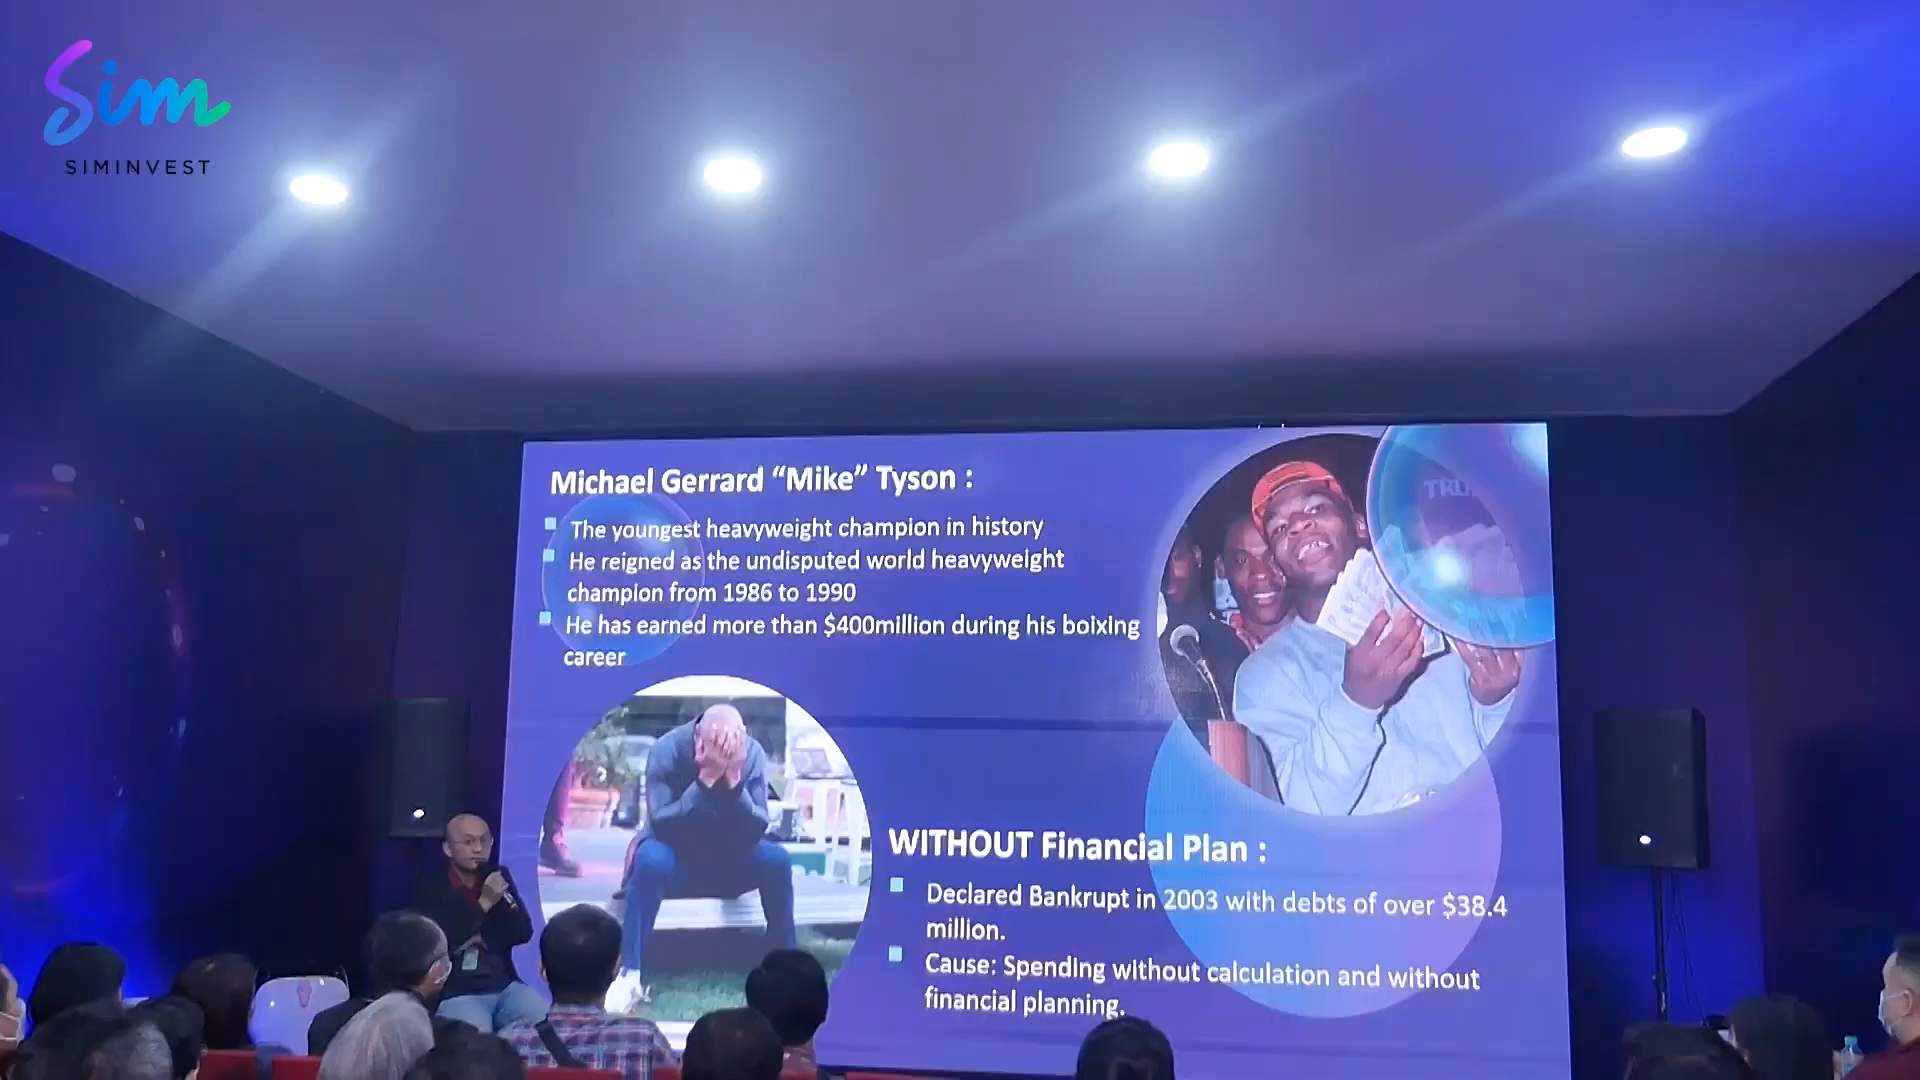 Sim
SIMINVEST
Michael Gerrard “Mike” Tyson :
The youngest heavyweight champion in history
He reigned as the undisputed world heavyweight
champion from 1986 to 1990
He has earned more than $400million during his boixing
career
WITHOUT Financial Plan :
Declared Bankrupt in 2003 with debts of over $38.4
million.
Cause: Spending without calculation and without
financial planning.